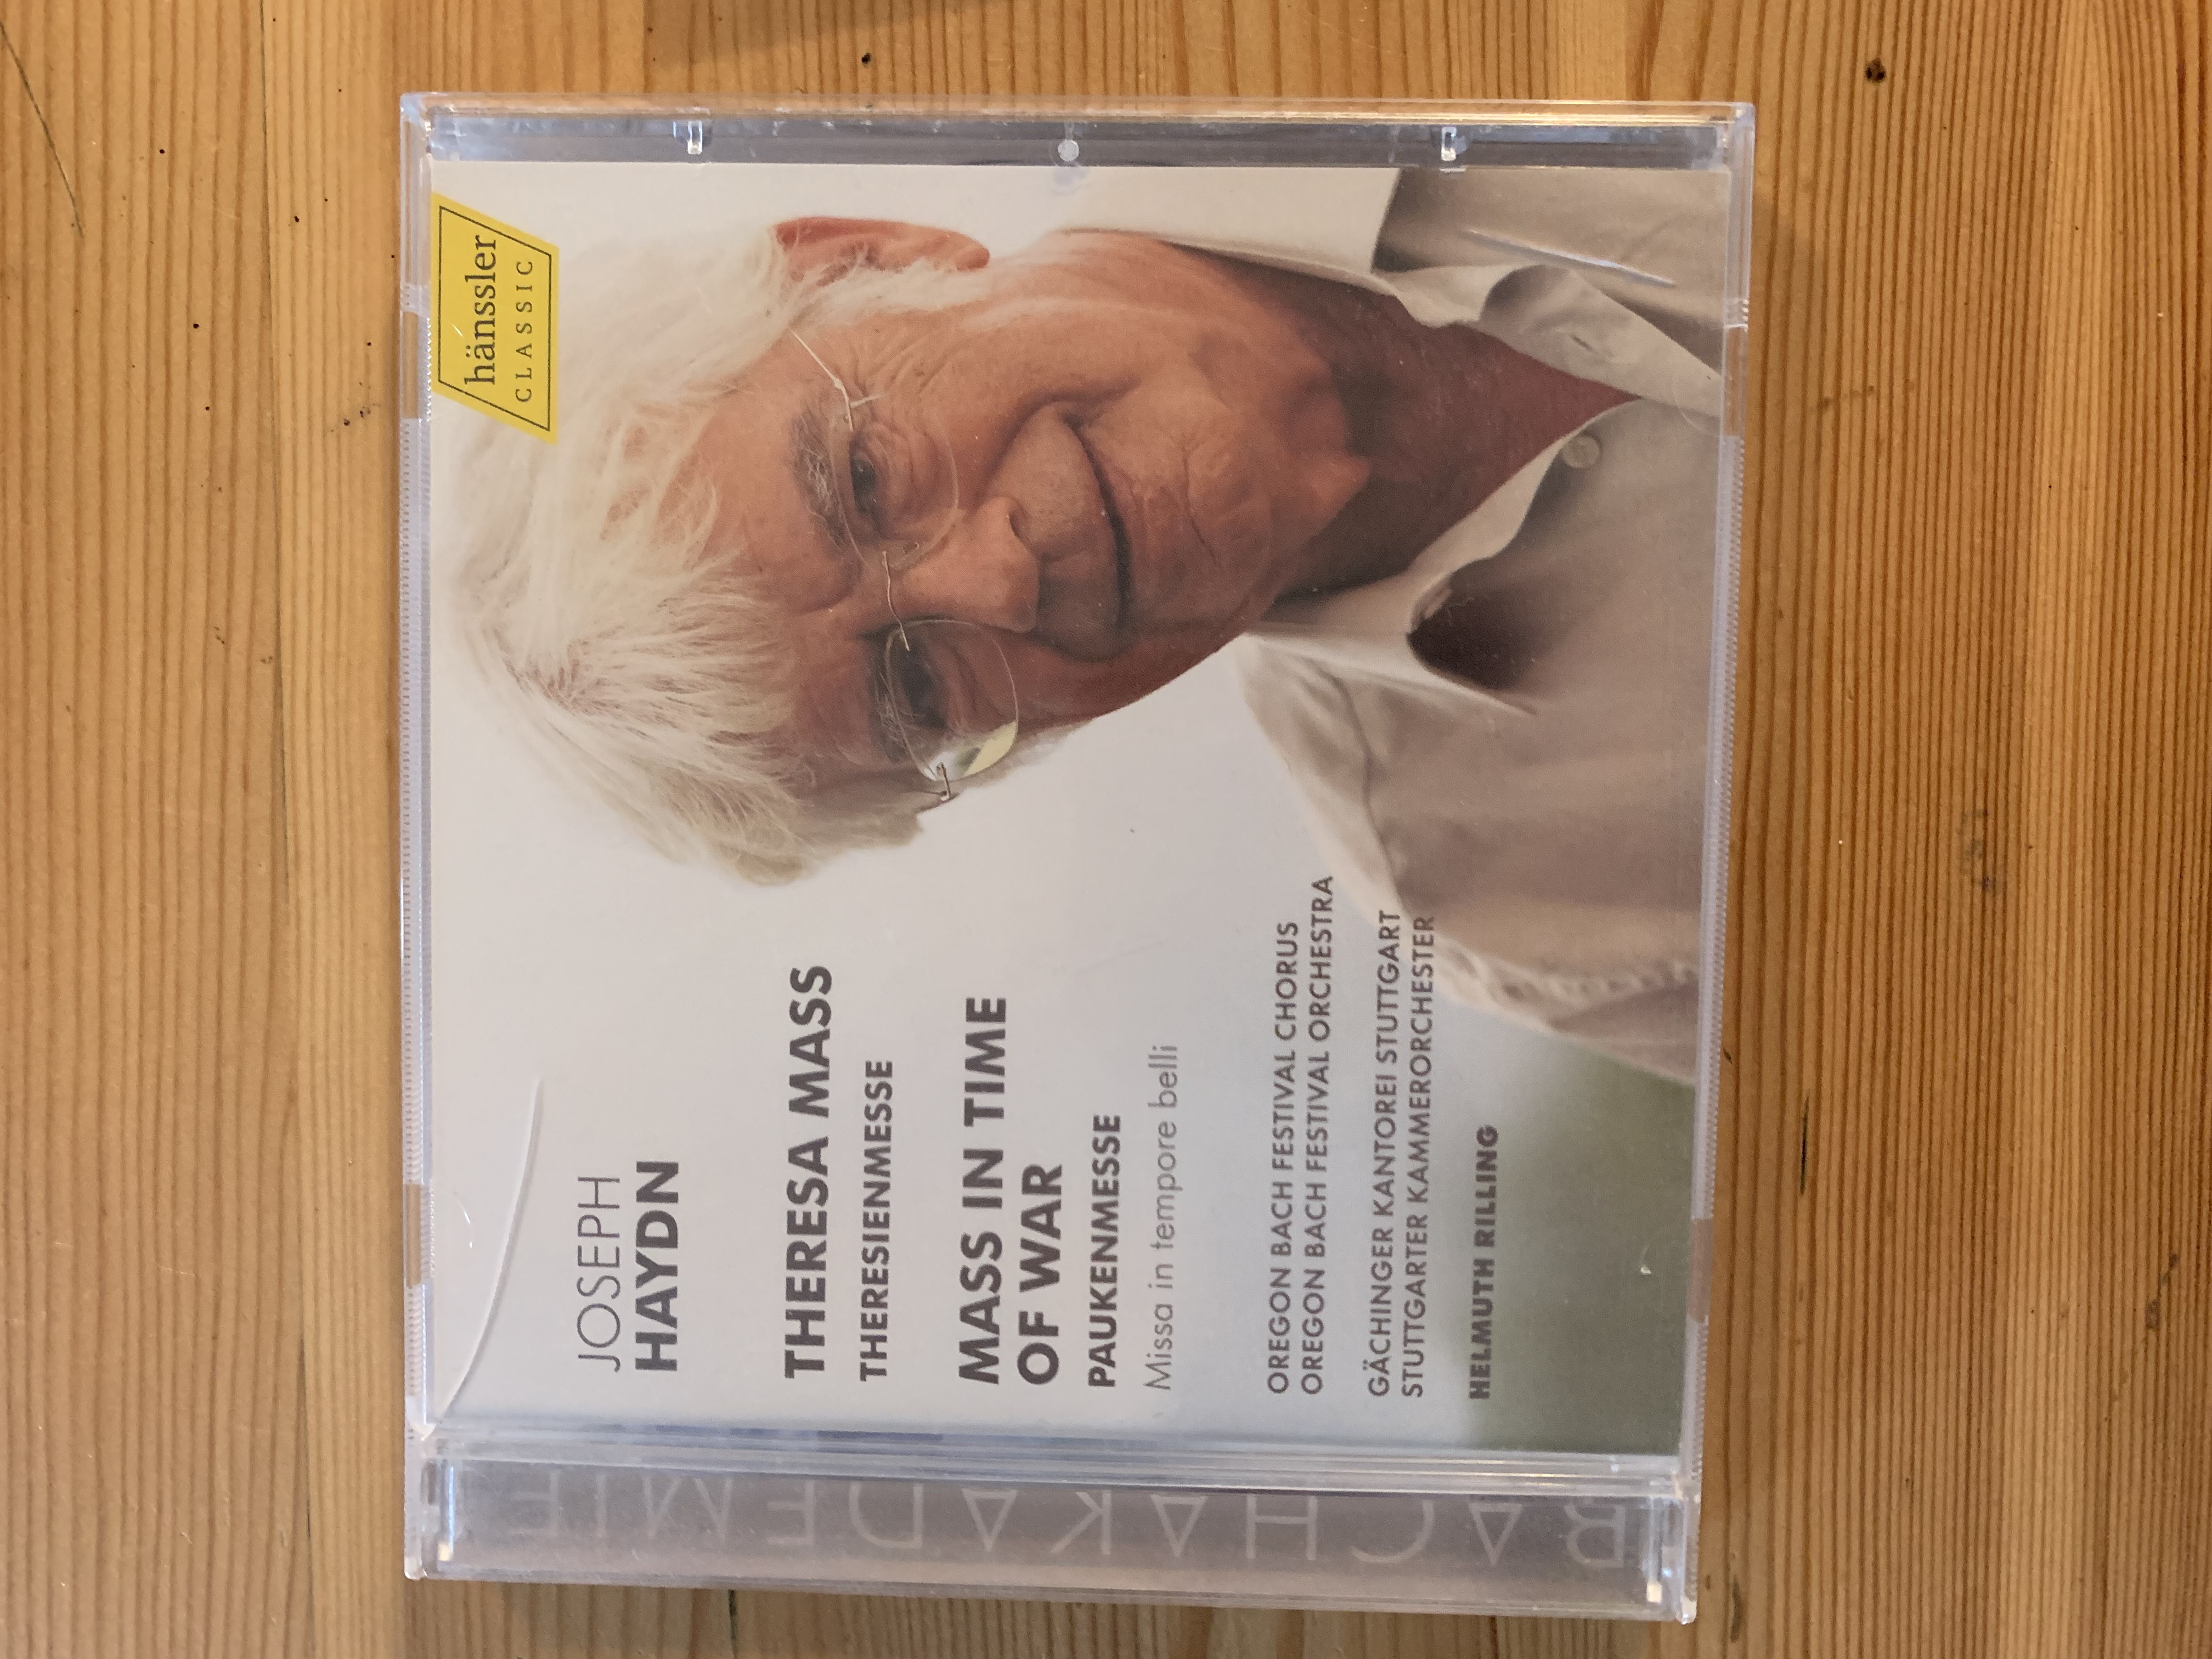 hänssler
CLASSIC
JOSEPH
HAYDN
THERESA MASS
THERESIENMESSE
MASS IN TIME
OF WAR
PAUKENMESSE
Missa in tempore belli
OREGON BACH FESTIVAL CHORUS
OREGON BACH FESTIVAL ORCHESTRA
GÄCHINGER KANTOREI STUTTGART
STUTTGARTER KAMMERORCHESTER
HELMUTH RILLING
BACHAKADEMIE